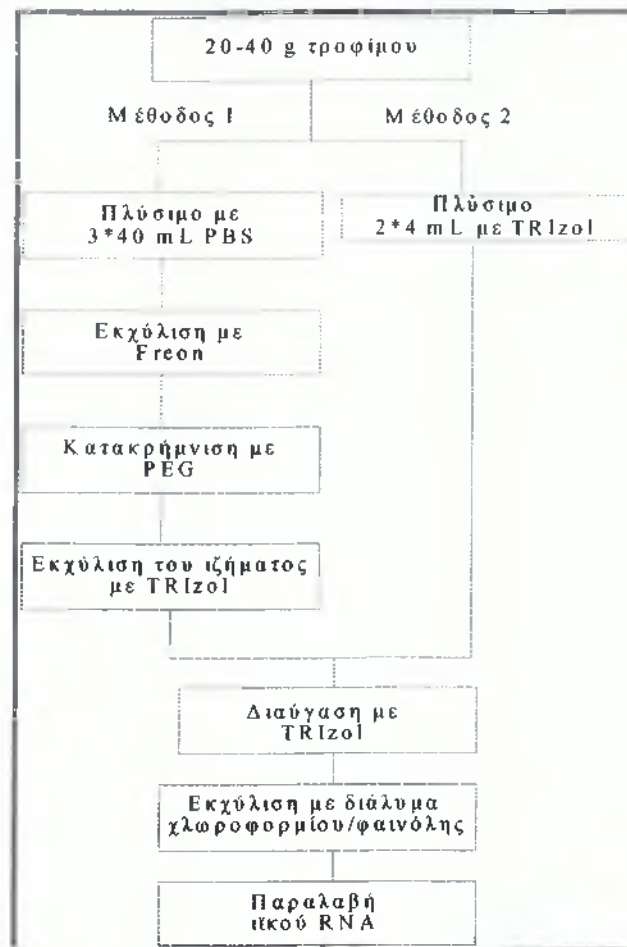 20-40 g τροφίμου
Μέθοδος 1
Μέθοδος 2
Πλύσιμο με
3*40 mL PBS
Πλύσιμο
2*4 mL με TRIzol
Εκχύλιση με
Freon
Κατακρήμνιση με
PEG
Εκχύλιση του ιζήματος
με TRIzol
Διαύγαση με
TRIzol
Εκχύλιση με διάλυμα
χλωροφορμίου/φαινόλης
Παραλαβή
ιϊκού RNA